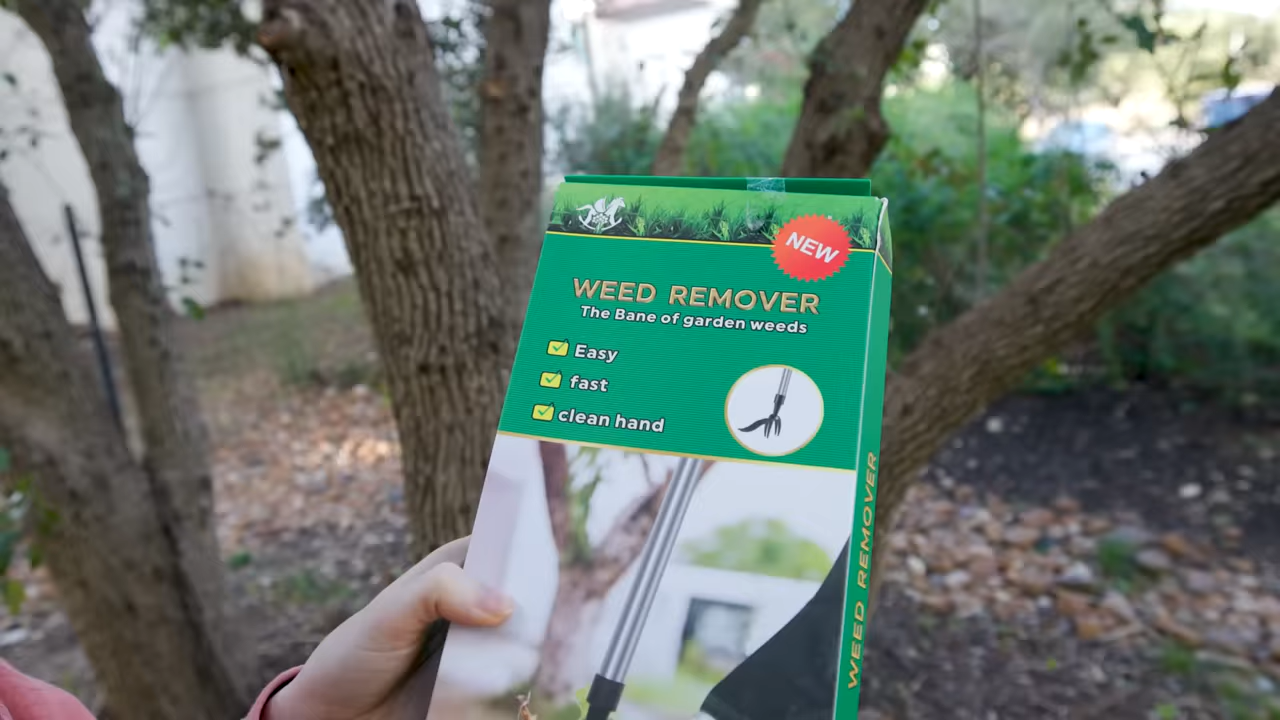 NEW
WEED REMOVER
The Bane of garden weeds
Easy
fast
clean hand
WEED REMOVER